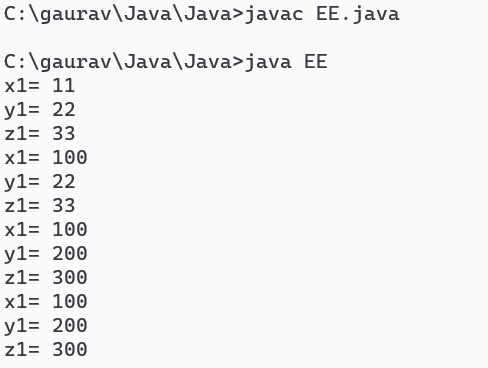 C:\gaurav\Java\Java>javac EE.java
C:\gaurav\Java\Java>java EE
x1= 11
y1= 22
z1= 33
x1= 100
y1= 22
z1= 33
x1= 100
y1= 200
z1= 300
x1= 100
y1= 200
z1= 300